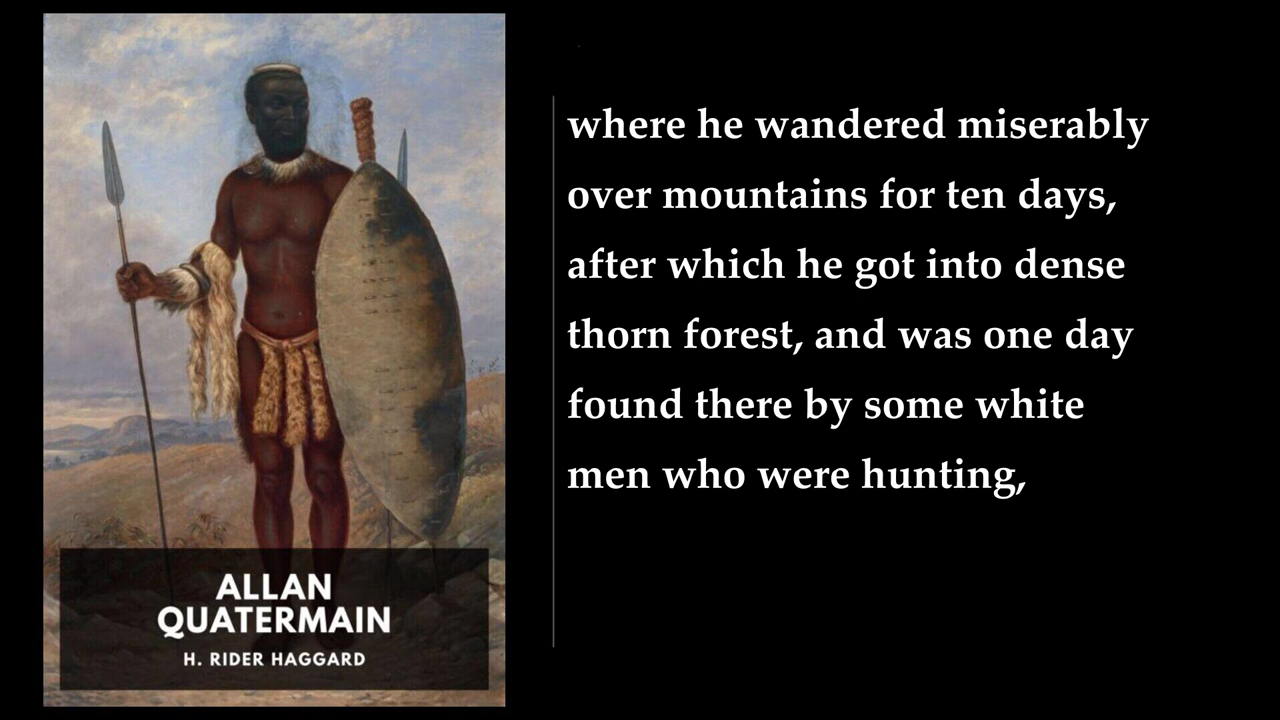 where he wandered miserably
over mountains for ten days,
after which he got into dense
thorn forest, and was one day
found there by some white
men who were hunting,
ALLAN
QUATERMAIN
H. RIDER HAGGARD